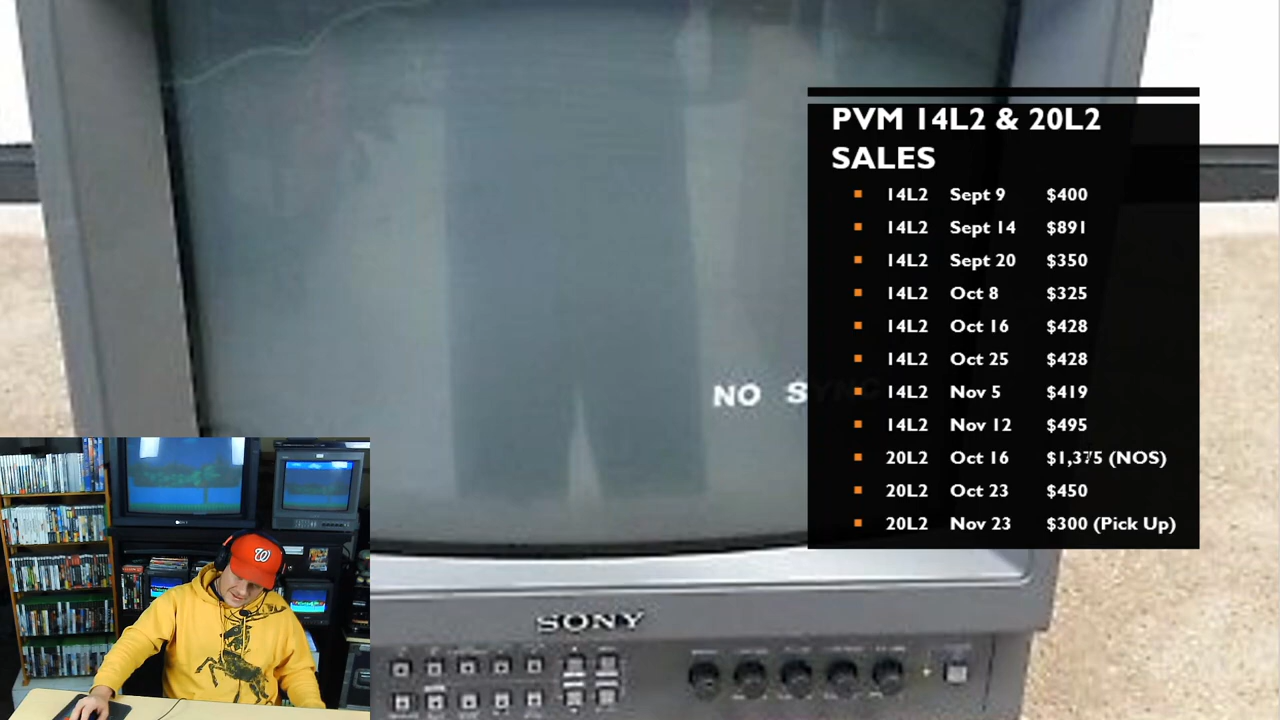 PVM 14L2 & 20L2
SALES
14L2 Sept 9 $400
14L2 Sept 14 $891
14L2 Sept 20 $350
14L2 Oct 8 $325
14L2 Oct 16 $428
14L2 Oct 25 $428
14L2 Nov 5 $419
14L2 Nov 12 $495
20L2 Oct 16 $1,375 (NOS)
20L2 Oct 23 $450
20L2 Nov 23 $300 (Pick Up)
NO SYNC
W
SONY